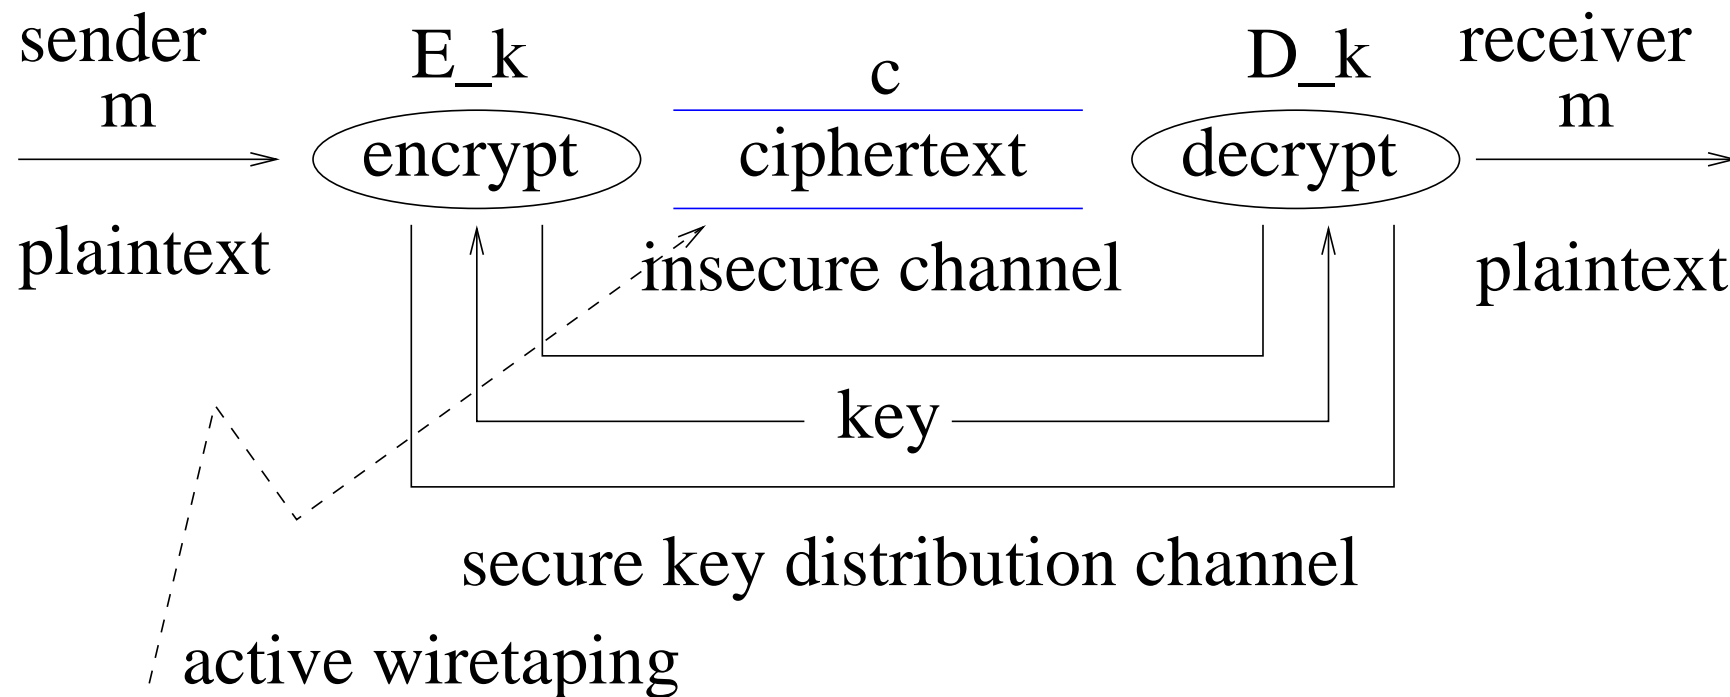 sender
m
plaintext
E_k
encrypt
c
ciphertext
insecure channel
D_k
decrypt
receiver
m
plaintext
key
secure key distribution channel
active wiretaping